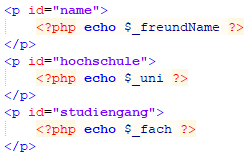 <p id="name">
<?php echo $_freundName ?>
</p>
<p id="hochschule">
<?php echo $_uni ?>
</p>
<p id="studiengang">
<?php echo $_fach ?>
</p>